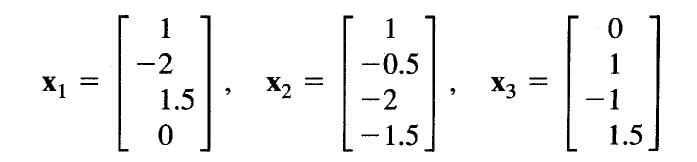 x₁ = [1 −2 1.5 0], x₂ = [1 −0.5 −2 −1.5], x₃ = [0 1 −1 1.5]